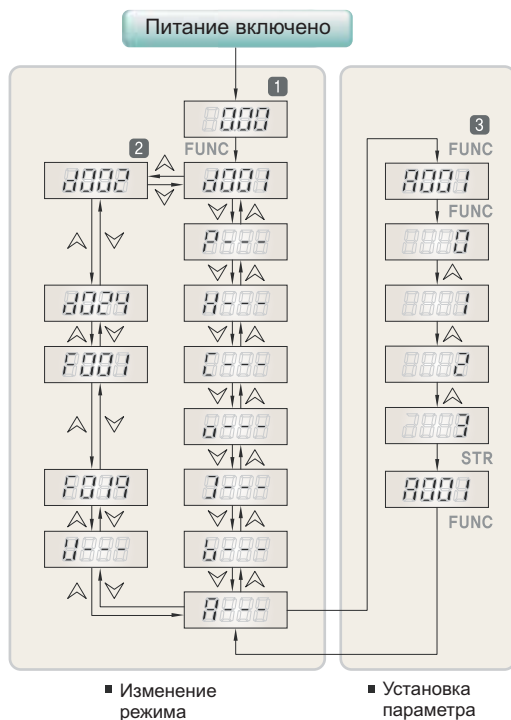 Питание включено
1
0.00
2
FUNC
3
FUNC
d002
d001
A001
FUNC
P---
0
d024
H---
1
F001
C---
2
3
F019
J---
STR
A001
U---
b---
FUNC
A---
■ Изменение
режима
■ Установка
параметра